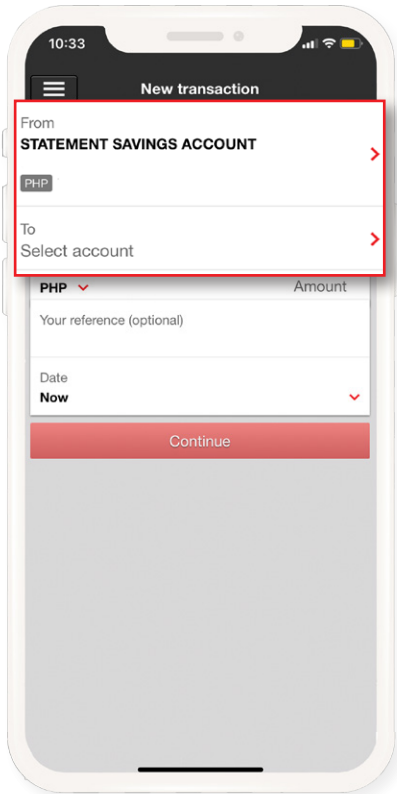 10:33
New transaction
From
STATEMENT SAVINGS ACCOUNT
PHP
To
Select account
PHP Amount
Your reference (optional)
Date
Now
Continue